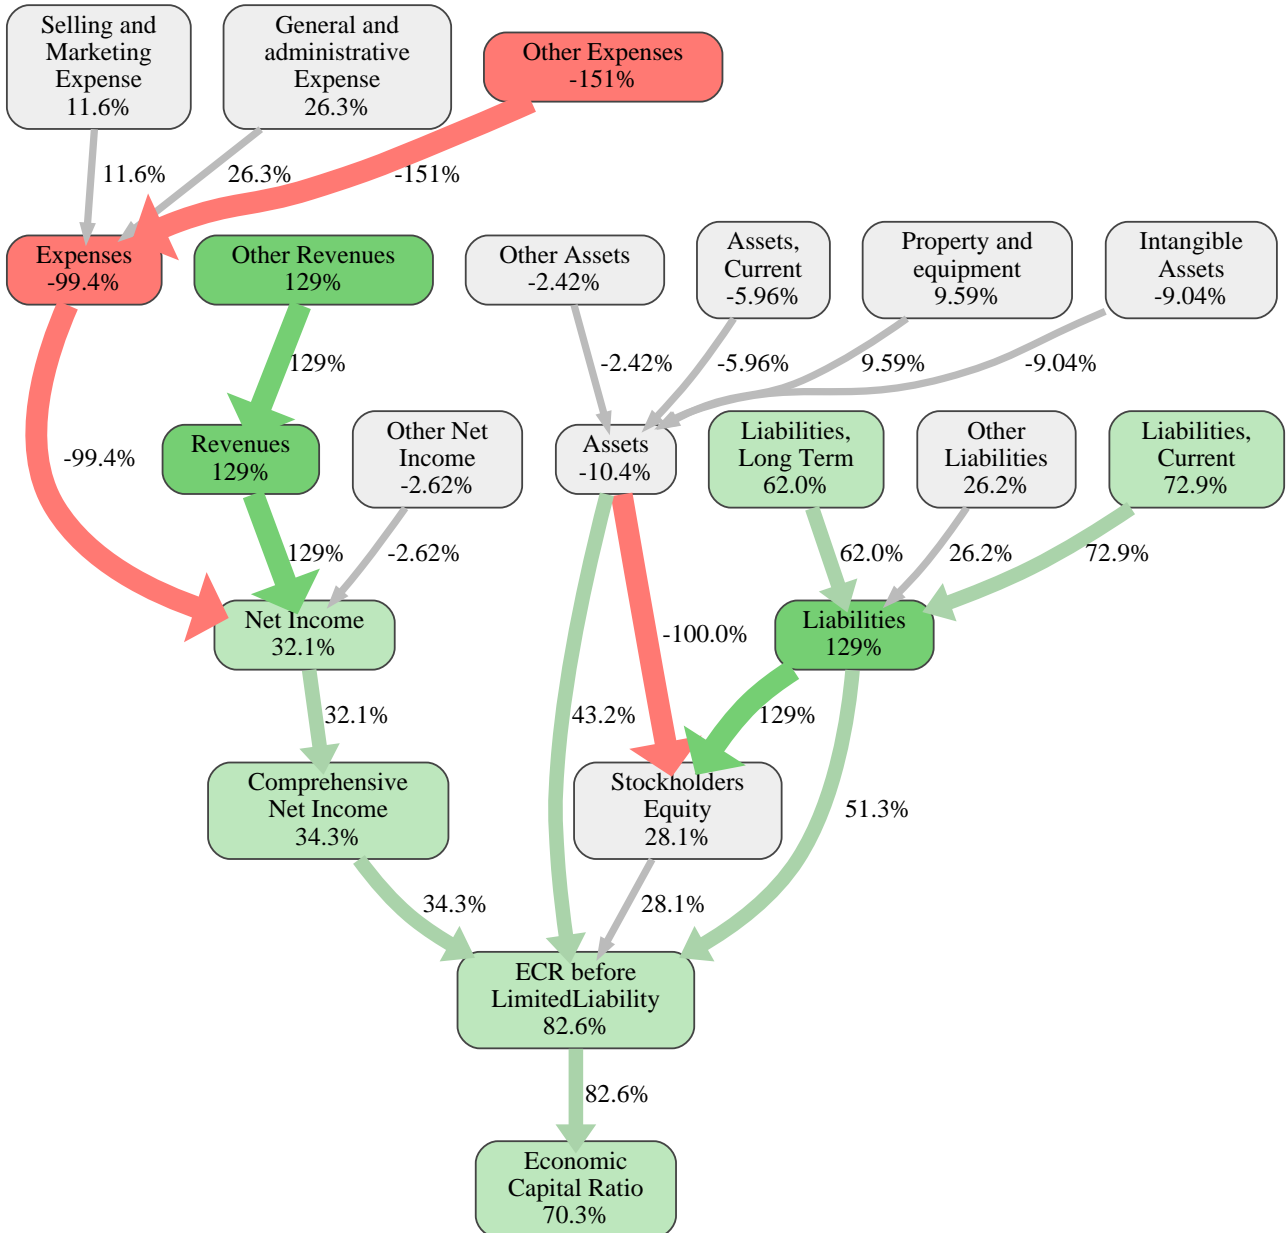 Selling and
Marketing
Expense
11.6%
General and
administrative
Expense
26.3%
Other Expenses
-151%
11.6%
26.3%
-151%
Expenses
-99.4%
Other Revenues
129%
Other Assets
-2.42%
Assets,
Current
-5.96%
Property and
equipment
9.59%
Intangible
Assets
-9.04%
129%
-2.42%
-5.96%
9.59%
-9.04%
-99.4%
Revenues
129%
Other Net
Income
-2.62%
Assets
-10.4%
Liabilities,
Long Term
62.0%
Other
Liabilities
26.2%
Liabilities,
Current
72.9%
129%
-2.62%
62.0%
26.2%
72.9%
Net Income
32.1%
-100.0%
Liabilities
129%
32.1%
43.2%
129%
Comprehensive
Net Income
34.3%
Stockholders
Equity
28.1%
51.3%
34.3%
28.1%
ECR before
LimitedLiability
82.6%
82.6%
Economic
Capital Ratio
70.3%